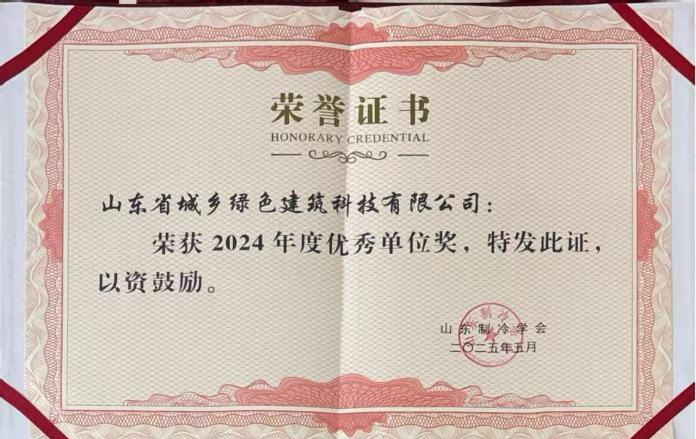 荣誉证书
HONORARY CREDENTIAL
山东省城乡绿色建筑科技有限公司：
荣获 2024 年度优秀单位奖，特发此证，
以资鼓励。
山东制冷学会
二〇二五年五月